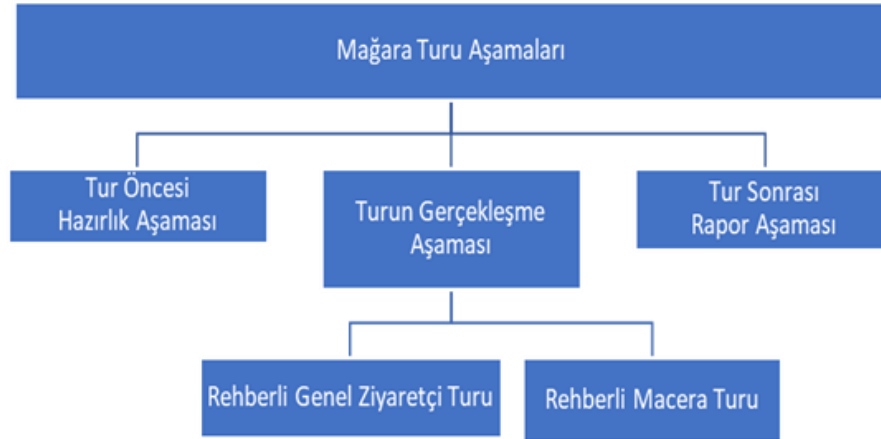 Mağara Turu Aşamaları
Tur Öncesi
Hazırlık Aşaması
Turun Gerçekleşme
Aşaması
Tur Sonrası
Rapor Aşaması
Rehberli Genel Ziyaretçi Turu
Rehberli Macera Turu